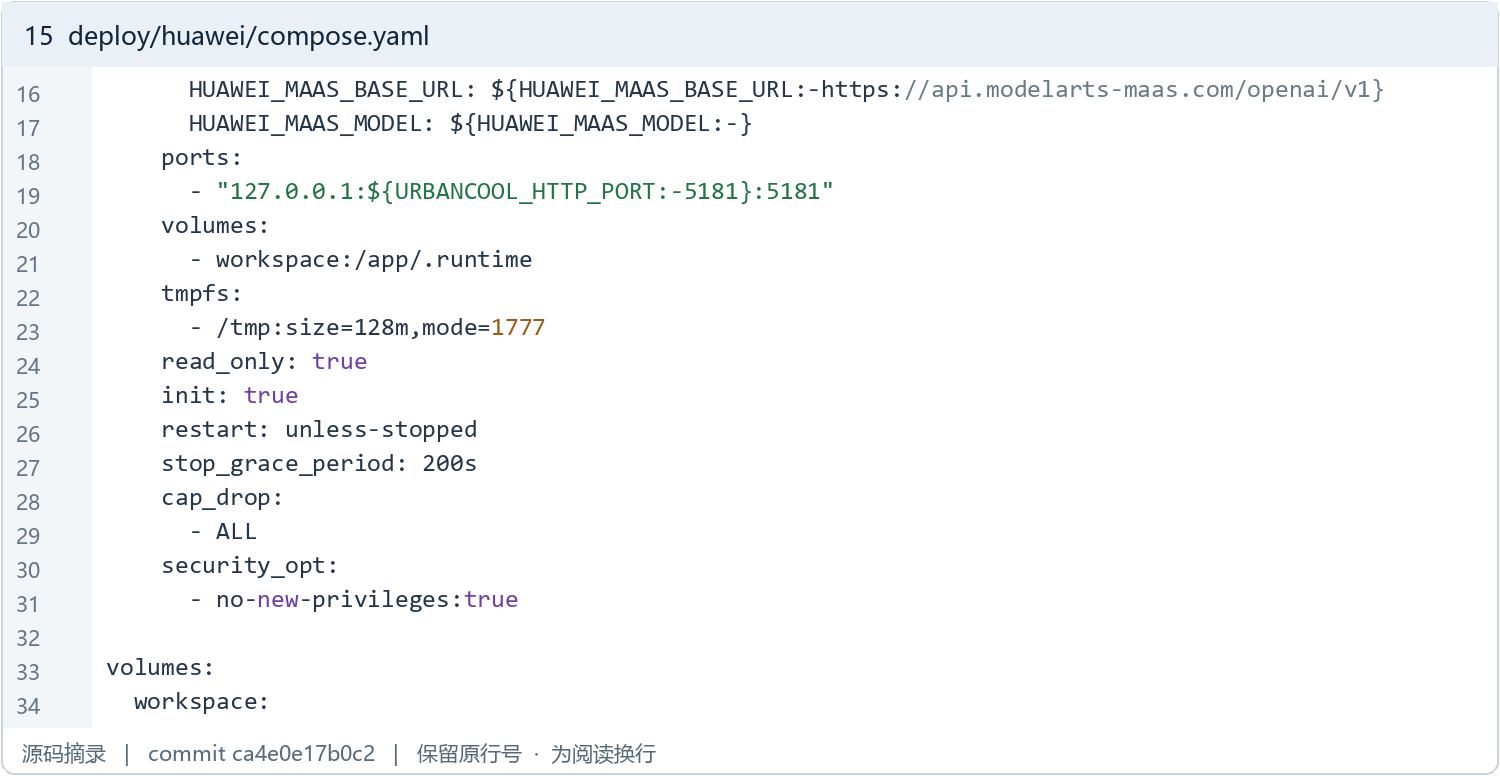 15 deploy/huawei/compose.yaml
16 HUAWEI_MAAS_BASE_URL: ${HUAWEI_MAAS_BASE_URL:-https://api.modelarts-maas.com/openai/v1}
17 HUAWEI_MAAS_MODEL: ${HUAWEI_MAAS_MODEL:-}
18 ports:
19 - "127.0.0.1:${URBANCOOL_HTTP_PORT:-5181}:5181"
20 volumes:
21 - workspace:/app/.runtime
22 tmpfs:
23 - /tmp:size=128m,mode=1777
24 read_only: true
25 init: true
26 restart: unless-stopped
27 stop_grace_period: 200s
28 cap_drop:
29 - ALL
30 security_opt:
31 - no-new-privileges:true
32
33 volumes:
34 workspace:
源码摘录 | commit ca4e0e17b0c2 | 保留原行号 · 为阅读换行